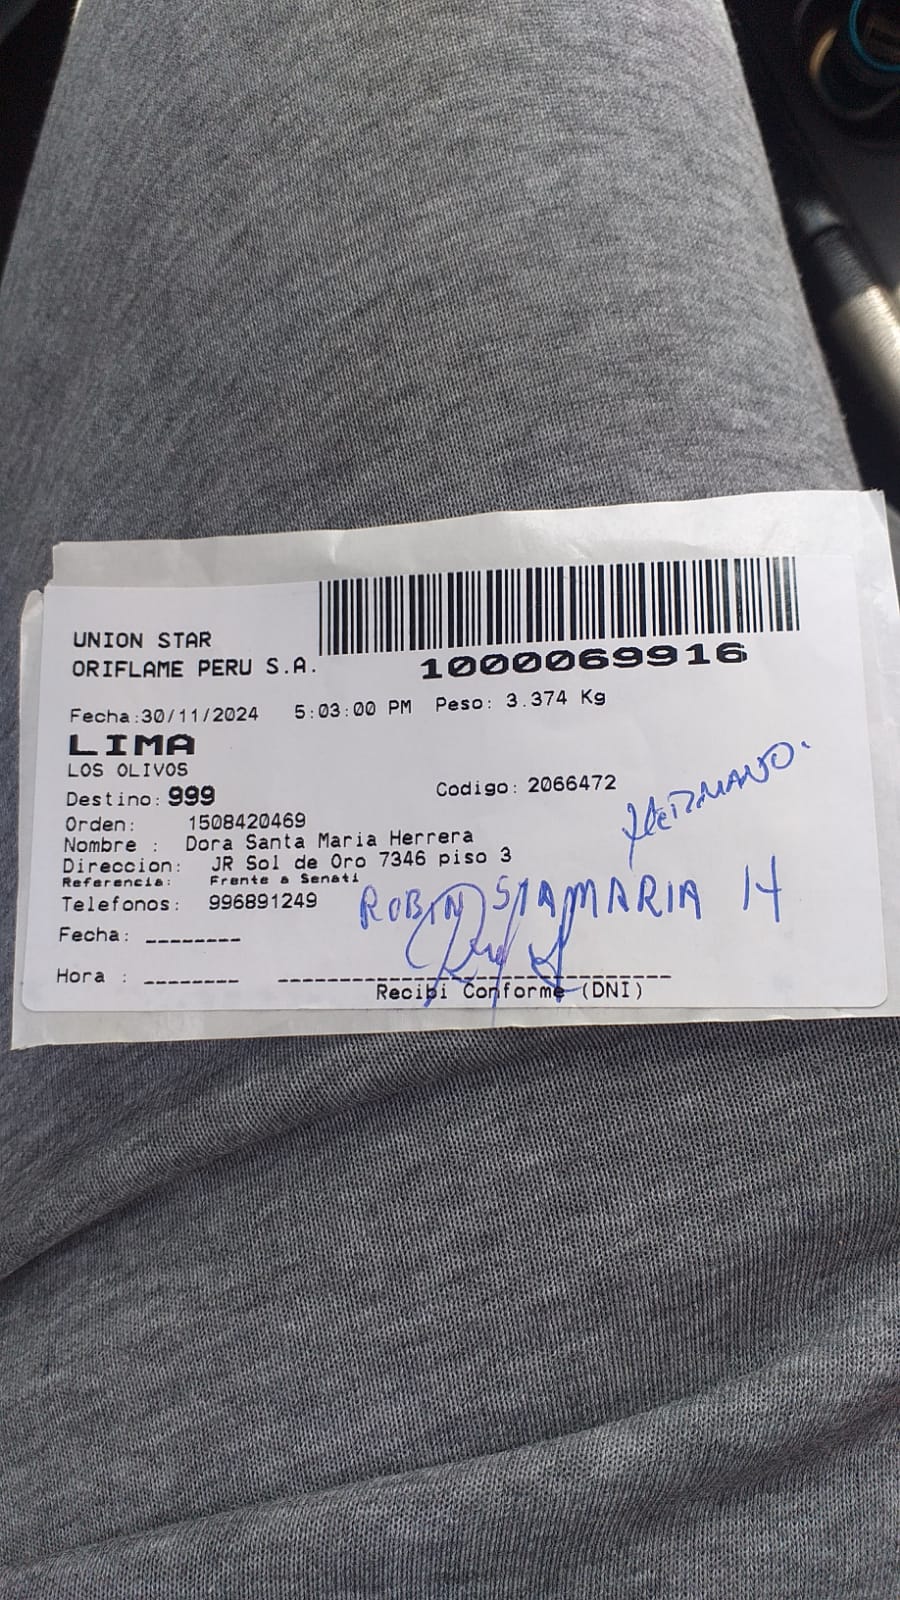 UNION STAR
ORIFLAME PERU S.A.
1000069916
Fecha:30/11/2024 5:03:00 PM Peso: 3.374 Kg
LIMA
LOS OLIVOS
Destino: 999 Codigo: 2066472
Orden: 1508420469
Nombre : Dora Santa Maria Herrera
Direccion: JR Sol de Oro 7346 piso 3
Referencia: Frente a Senati
Telefonos: 996891249
HERMANO.
ROBIN STAMARIA H
Fecha: --------
Hora : --------
Recibi Conforme (DNI)